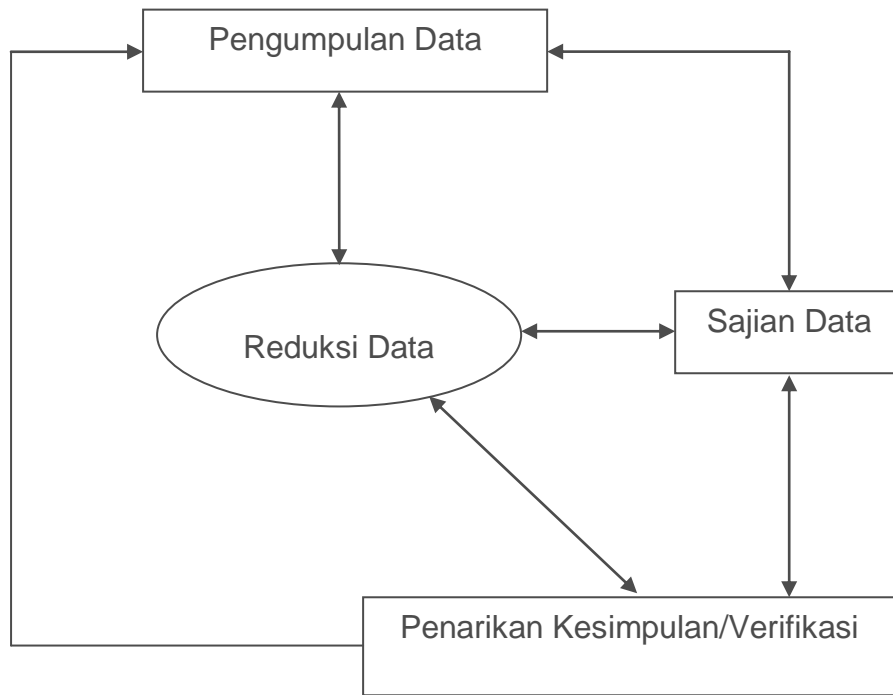 Pengumpulan Data
Sajian Data
Reduksi Data
Penarikan Kesimpulan/Verifikasi